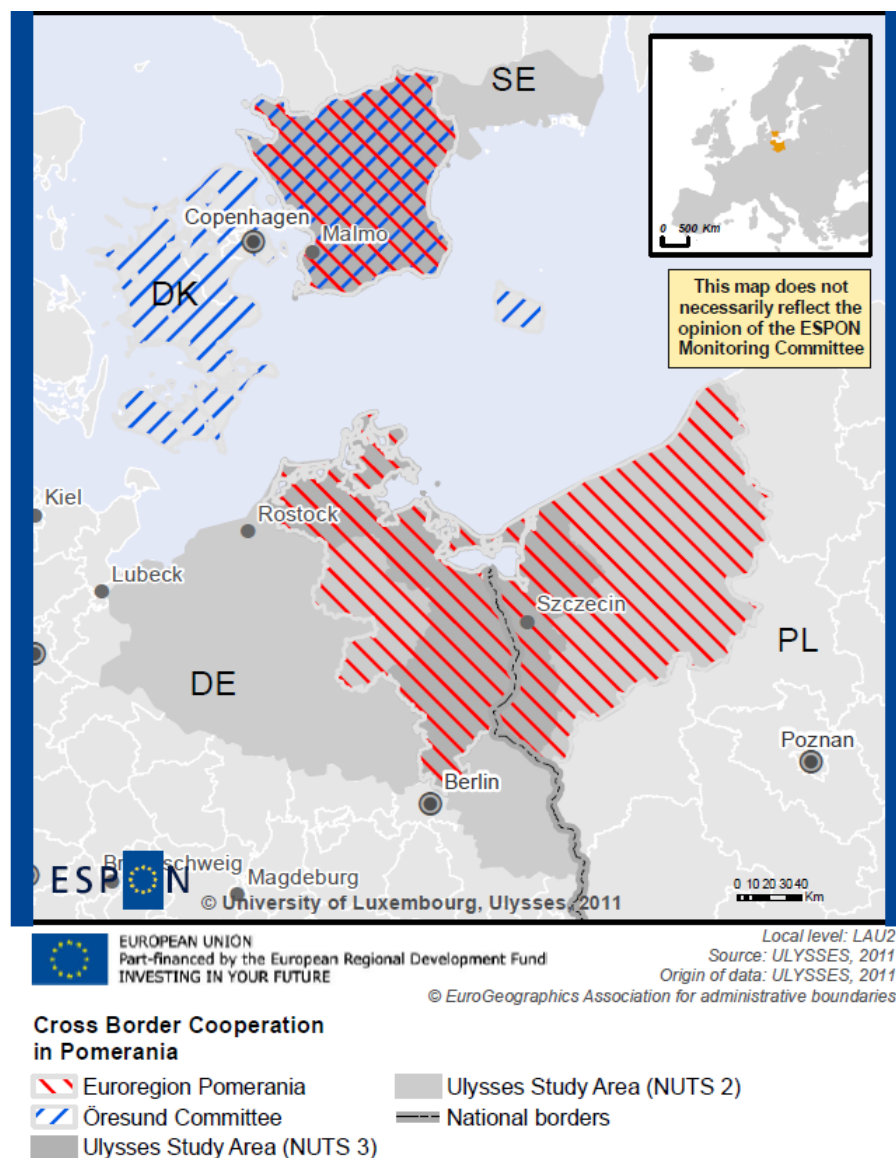 SE
0 500 Km
Copenhagen
Malmo
DK
This map does not
necessarily reflect the
opinion of the ESPON
Monitoring Committee
Kiel
Rostock
Lubeck
Szczecin
PL
DE
Poznan
Berlin
ESPON
Magdeburg
0 10 20 30 40
Km
© University of Luxembourg, Ulysses, 2011
EUROPEAN UNION
Part-financed by the European Regional Development Fund
INVESTING IN YOUR FUTURE
Local level: LAU2
Source: ULYSSES, 2011
Origin of data: ULYSSES, 2011
© EuroGeographics Association for administrative boundaries
Cross Border Cooperation
in Pomerania
Euroregion Pomerania
Öresund Committee
Ulysses Study Area (NUTS 3)
Ulysses Study Area (NUTS 2)
National borders